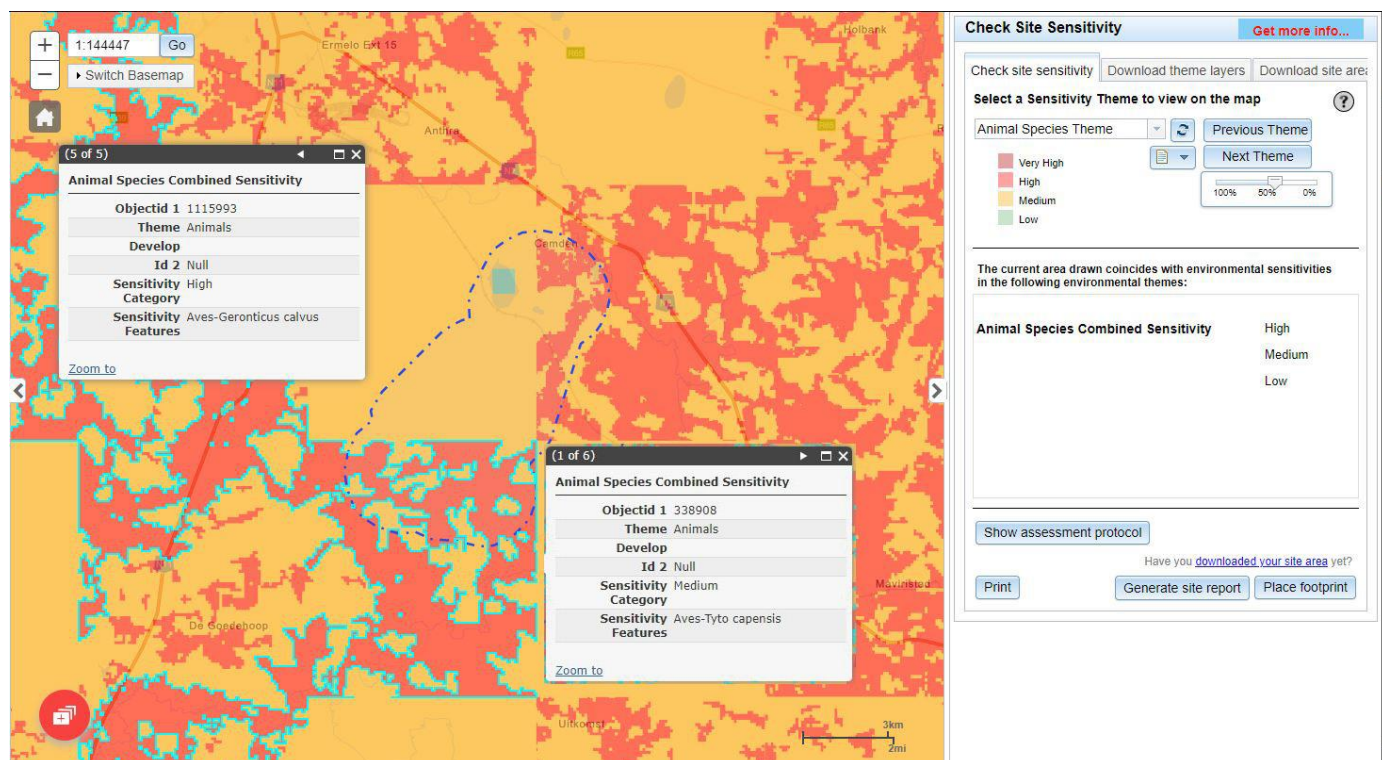 +
1:144447 Go
−
Switch Basemap
Ermelo Ext 15
Holbank
Anthra
Camden
De Goedehoop
Uitkomst
3km
2mi
(5 of 5)
Animal Species Combined Sensitivity
Objectid 1 1115993
Theme Animals
Develop
Id 2 Null
Sensitivity High
Category
Sensitivity Aves-Geronticus calvus
Features
Zoom to
(1 of 6)
Animal Species Combined Sensitivity
Objectid 1 338908
Theme Animals
Develop
Id 2 Null
Sensitivity Medium
Category
Sensitivity Aves-Tyto capensis
Features
Zoom to
Check Site Sensitivity
Get more info...
Check site sensitivity Download theme layers Download site area
Select a Sensitivity Theme to view on the map ?
Animal Species Theme
Previous Theme
Next Theme
Very High
High
Medium
Low
100% 50% 0%
The current area drawn coincides with environmental sensitivities
in the following environmental themes:
Animal Species Combined Sensitivity High
Medium
Low
Show assessment protocol
Have you downloaded your site area yet?
Print Generate site report Place footprint